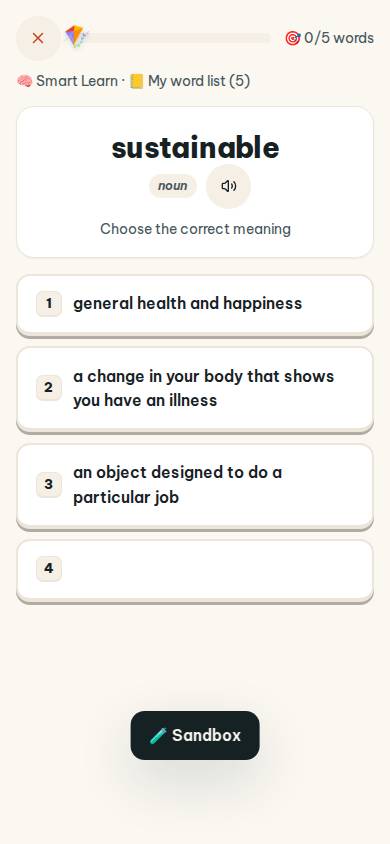 🎯 0/5 words
🧠 Smart Learn · 📒 My word list (5)
sustainable
noun
Choose the correct meaning
1 general health and happiness
2 a change in your body that shows
you have an illness
3 an object designed to do a
particular job
4
🧪 Sandbox